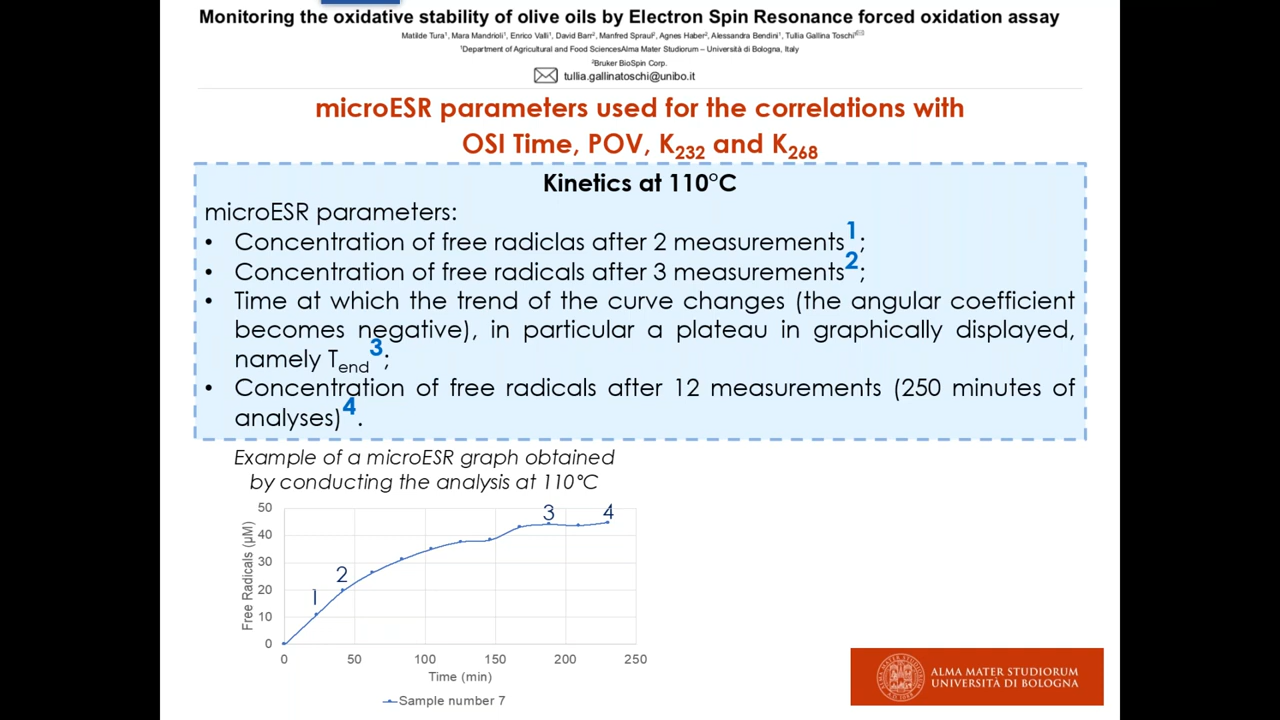 Monitoring the oxidative stability of olive oils by Electron Spin Resonance forced oxidation assay
Matilde Tura¹, Mara Mandrioli¹, Enrico Valli¹, David Barr², Manfred Spraul², Agnes Haber², Alessandra Bendini¹, Tullia Gallina Toschi¹
¹Department of Agricultural and Food SciencesAlma Mater Studiorum – Università di Bologna, Italy
²Bruker BioSpin Corp.
tullia.gallinatoschi@unibo.it
microESR parameters used for the correlations with
OSI Time, POV, K232 and K268
Kinetics at 110°C
microESR parameters:
• Concentration of free radiclas after 2 measurements1;
• Concentration of free radicals after 3 measurements2;
• Time at which the trend of the curve changes (the angular coefficient
becomes negative), in particular a plateau in graphically displayed,
namely Tend3;
• Concentration of free radicals after 12 measurements (250 minutes of
analyses)4.
Example of a microESR graph obtained
by conducting the analysis at 110°C
Free Radicals (µM)
50
40
30
20
10
0
1
2
3
4
0 50 100 150 200 250
Time (min)
Sample number 7
ALMA MATER STUDIORUM
UNIVERSITÀ DI BOLOGNA